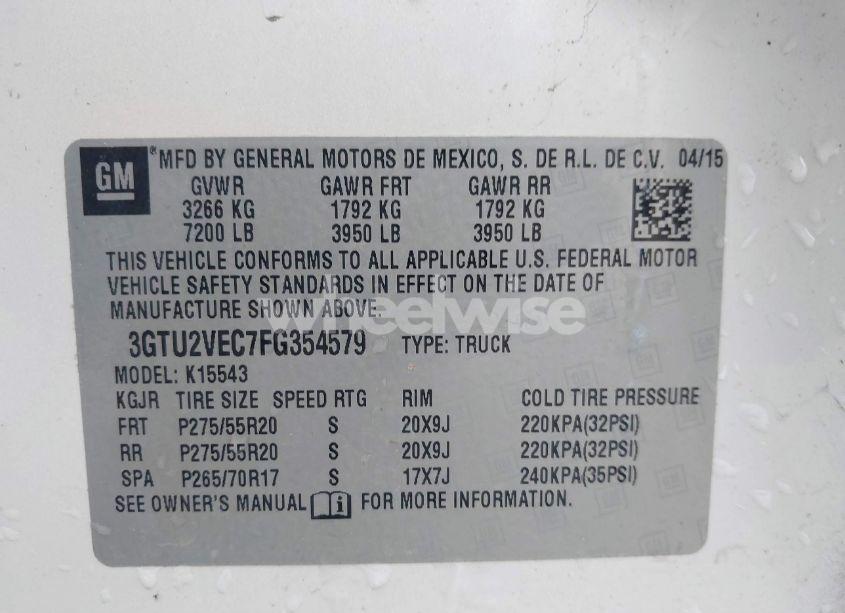 GM
®MFD BY GENERAL MOTORS DE MEXICO, S. DE R.L. DE C.V. 04/15
GVWR GAWR FRT GAWR RR
3266 KG 1792 KG 1792 KG
7200 LB 3950 LB 3950 LB
THIS VEHICLE CONFORMS TO ALL APPLICABLE U.S. FEDERAL MOTOR
VEHICLE SAFETY STANDARDS IN EFFECT ON THE DATE OF
MANUFACTURE SHOWN ABOVE.
wheelwise
3GTU2VEC7FG354579 TYPE: TRUCK
MODEL: K15543
KGJR TIRE SIZE SPEED RTG RIM COLD TIRE PRESSURE
FRT P275/55R20 S 20X9J 220KPA(32PSI)
RR P275/55R20 S 20X9J 220KPA(32PSI)
SPA P265/70R17 S 17X7J 240KPA(35PSI)
SEE OWNER'S MANUAL i FOR MORE INFORMATION.